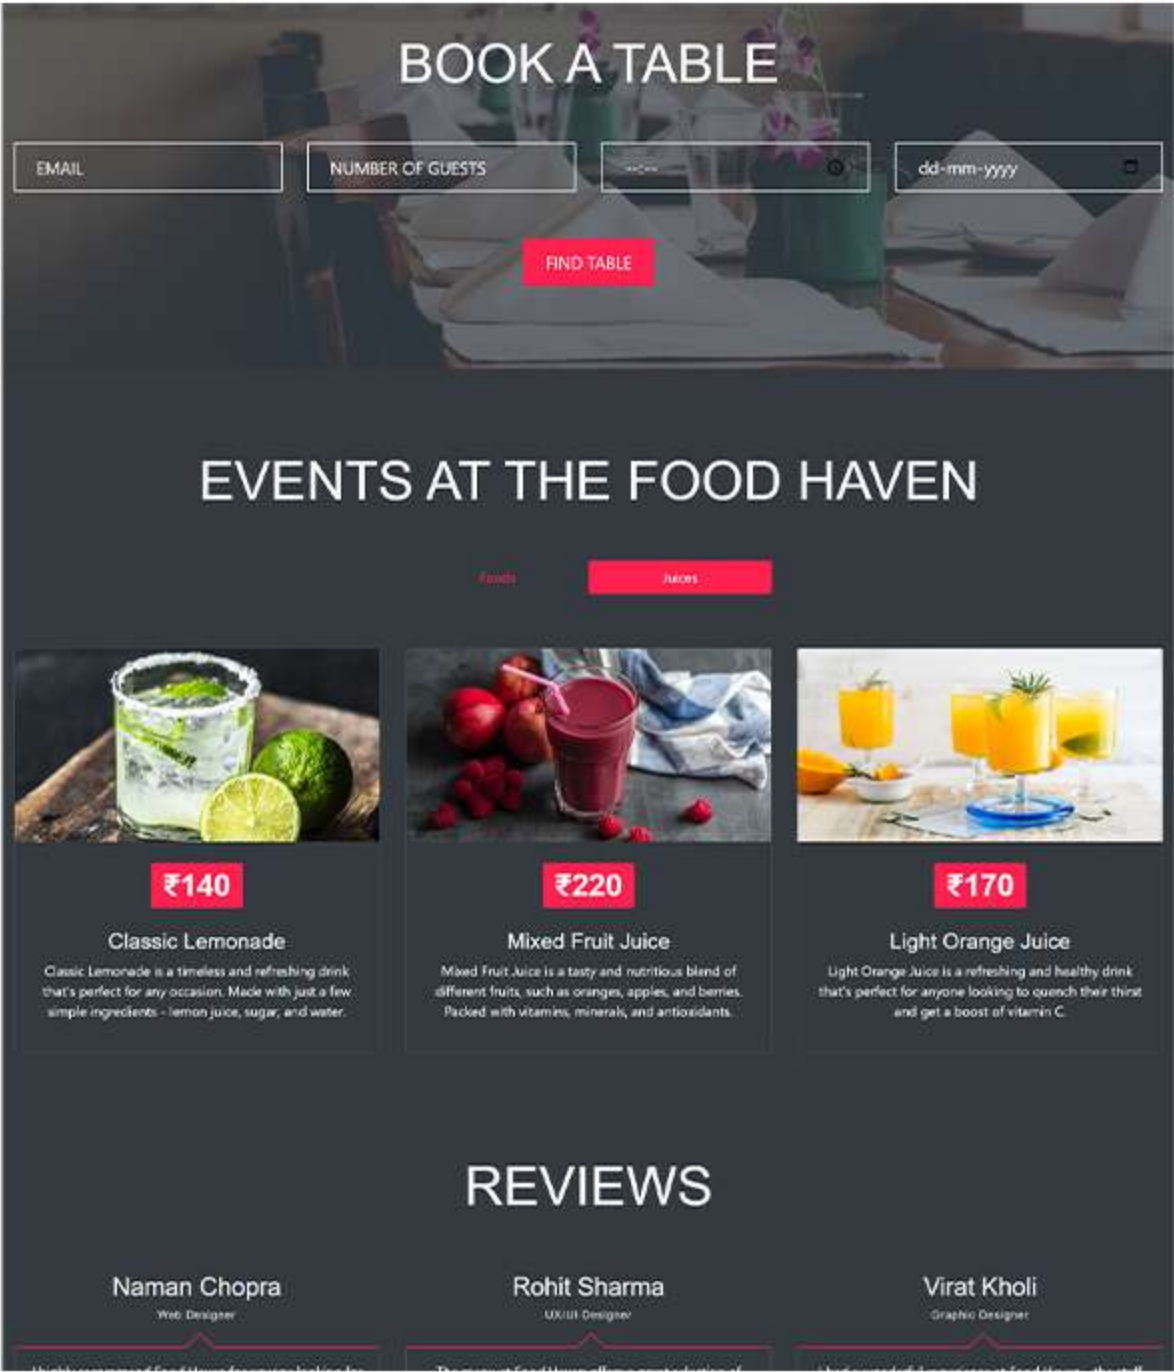 BOOK A TABLE
EMAIL
NUMBER OF GUESTS
--:--
dd-mm-yyyy
FIND TABLE
EVENTS AT THE FOOD HAVEN
Foods
Juices
₹140
Classic Lemonade
Classic Lemonade is a timeless and refreshing drink
that's perfect for any occasion. Made with just a few
simple ingredients - lemon juice, sugar, and water.
₹220
Mixed Fruit Juice
Mixed Fruit Juice is a tasty and nutritious blend of
different fruits, such as oranges, apples, and berries.
Packed with vitamins, minerals, and antioxidants.
₹170
Light Orange Juice
Light Orange Juice is a refreshing and healthy drink
that's perfect for anyone looking to quench their thirst
and get a boost of vitamin C.
REVIEWS
Naman Chopra
Web Designer
Rohit Sharma
UX/UI Designer
Virat Kholi
Graphic Designer